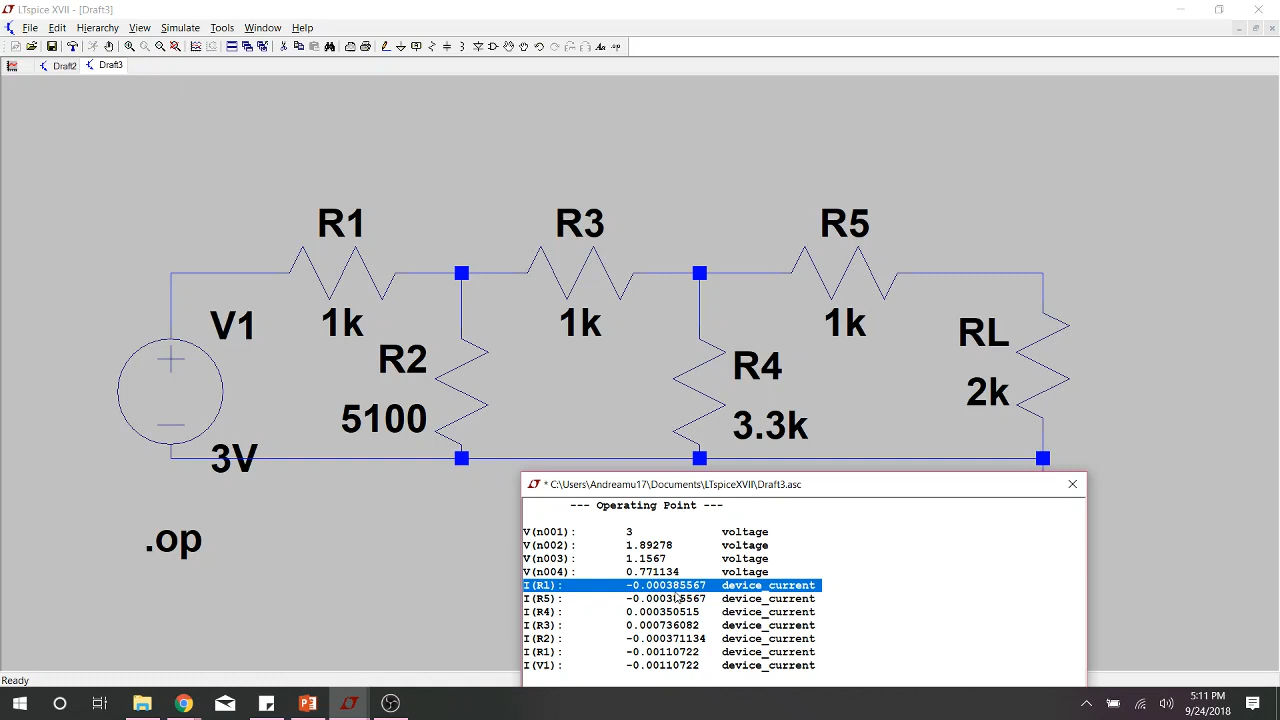 LTspice XVII - [Draft3]
File Edit Hierarchy View Simulate Tools Window Help
Draft2 Draft3
R1 R3 R5
V1 1k 1k 1k RL
R2 R4
5100 3.3k 2k
3V
.op
* C:\Users\Andreamu17\Documents\LTspiceXVII\Draft3.asc
--- Operating Point ---
V(n001): 3 voltage
V(n002): 1.89278 voltage
V(n003): 1.1567 voltage
V(n004): 0.771134 voltage
I(Rl): -0.000385567 device_current
I(R5): -0.000385567 device_current
I(R4): 0.000350515 device_current
I(R3): 0.000736082 device_current
I(R2): -0.000371134 device_current
I(R1): -0.00110722 device_current
I(V1): -0.00110722 device_current
Ready
5:11 PM
9/24/2018